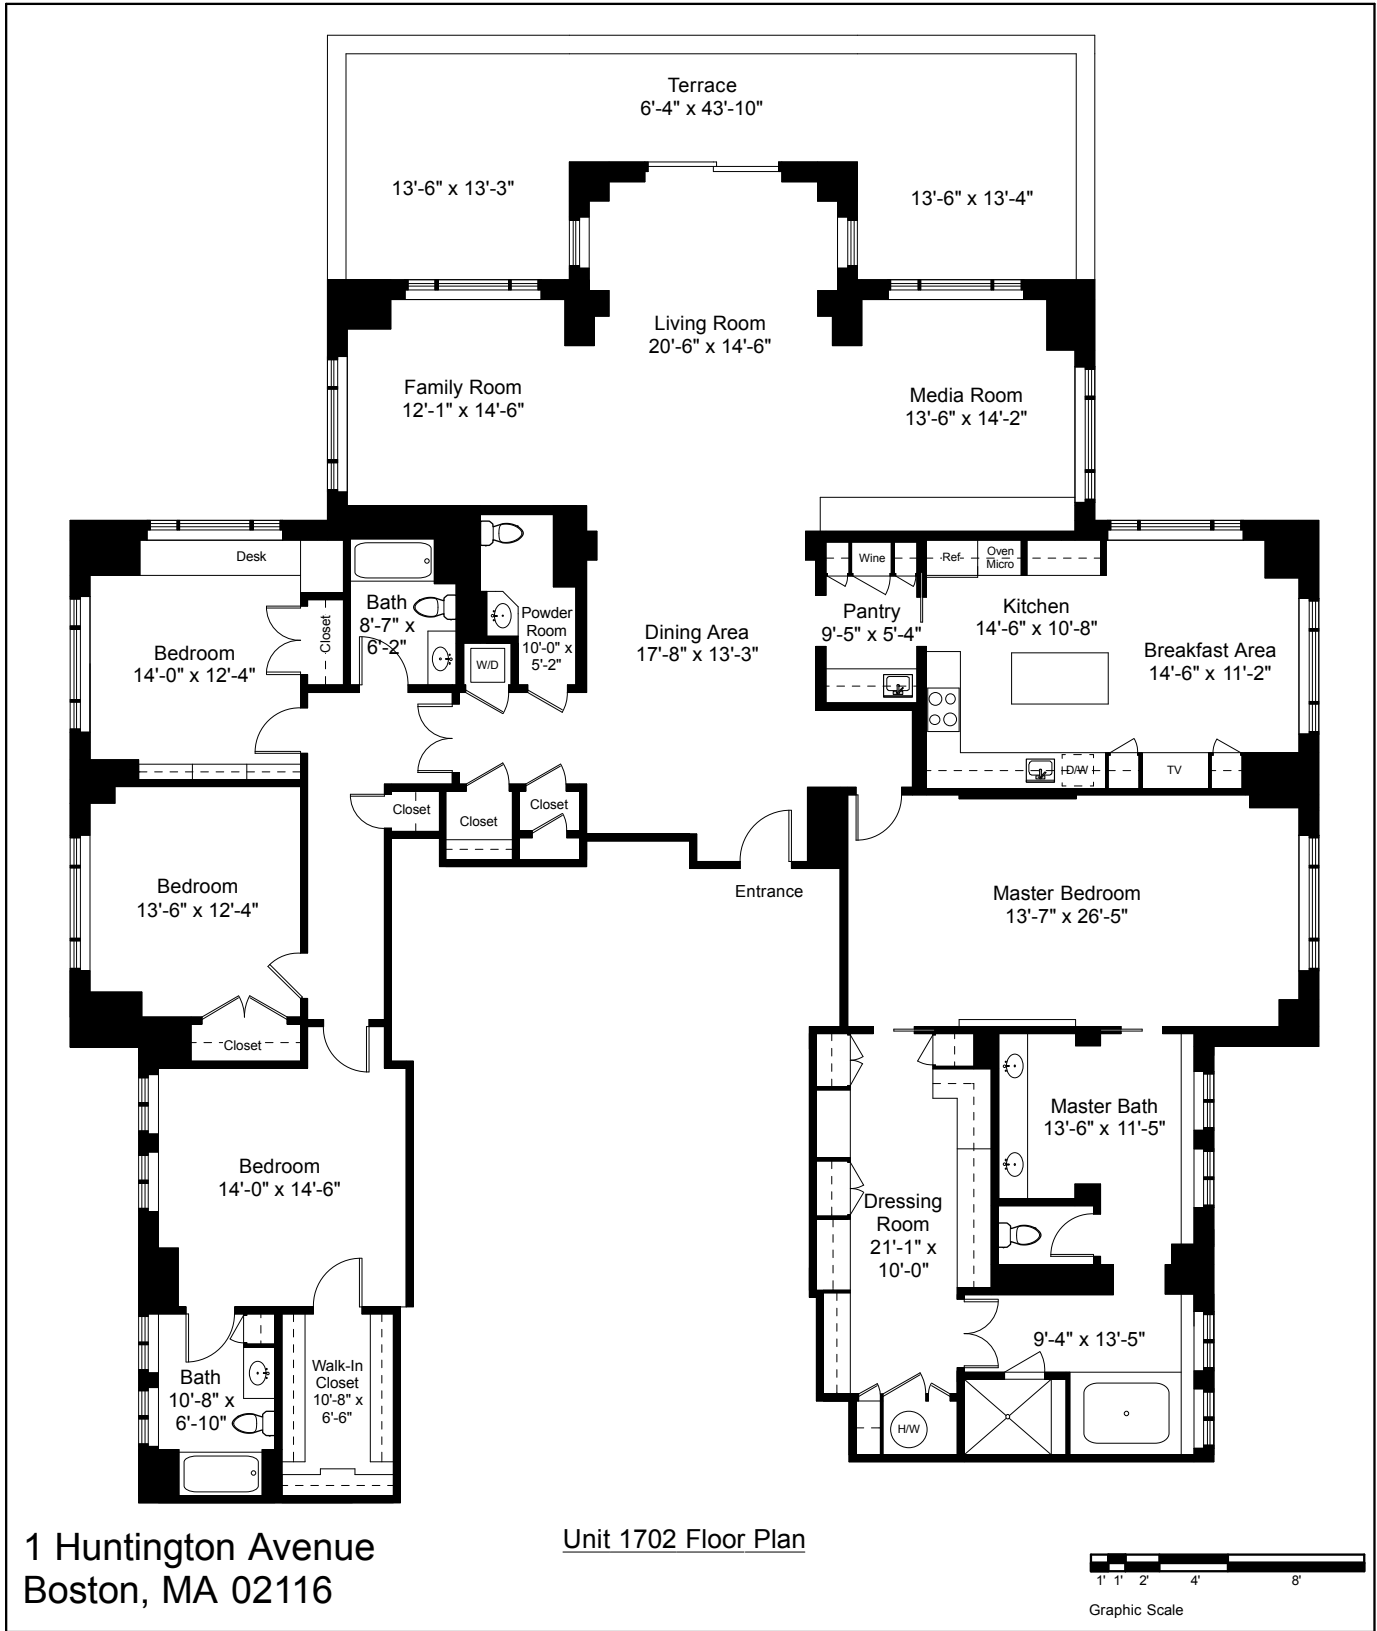 Terrace
6'-4" x 43'-10"
13'-6" x 13'-3"
13'-6" x 13'-4"
Living Room
20'-6" x 14'-6"
Family Room
12'-1" x 14'-6"
Media Room
13'-6" x 14'-2"
Desk
Closet
Bedroom
14'-0" x 12'-4"
Bath
8'-7" x
6'-2"
W/D
Powder
Room
10'-0" x
5'-2"
Dining Area
17'-8" x 13'-3"
Wine
Pantry
9'-5" x 5'-4"
Ref
Oven
Micro
Kitchen
14'-6" x 10'-8"
Breakfast Area
14'-6" x 11'-2"
D/W
TV
Closet
Closet
Closet
Entrance
Bedroom
13'-6" x 12'-4"
Closet
Master Bedroom
13'-7" x 26'-5"
Bedroom
14'-0" x 14'-6"
Master Bath
13'-6" x 11'-5"
Dressing
Room
21'-1" x
10'-0"
9'-4" x 13'-5"
Bath
10'-8" x
6'-10"
Walk-In
Closet
10'-8" x
6'-6"
H/W
1 Huntington Avenue
Boston, MA 02116
Unit 1702 Floor Plan
1' 1' 2' 4' 8'
Graphic Scale